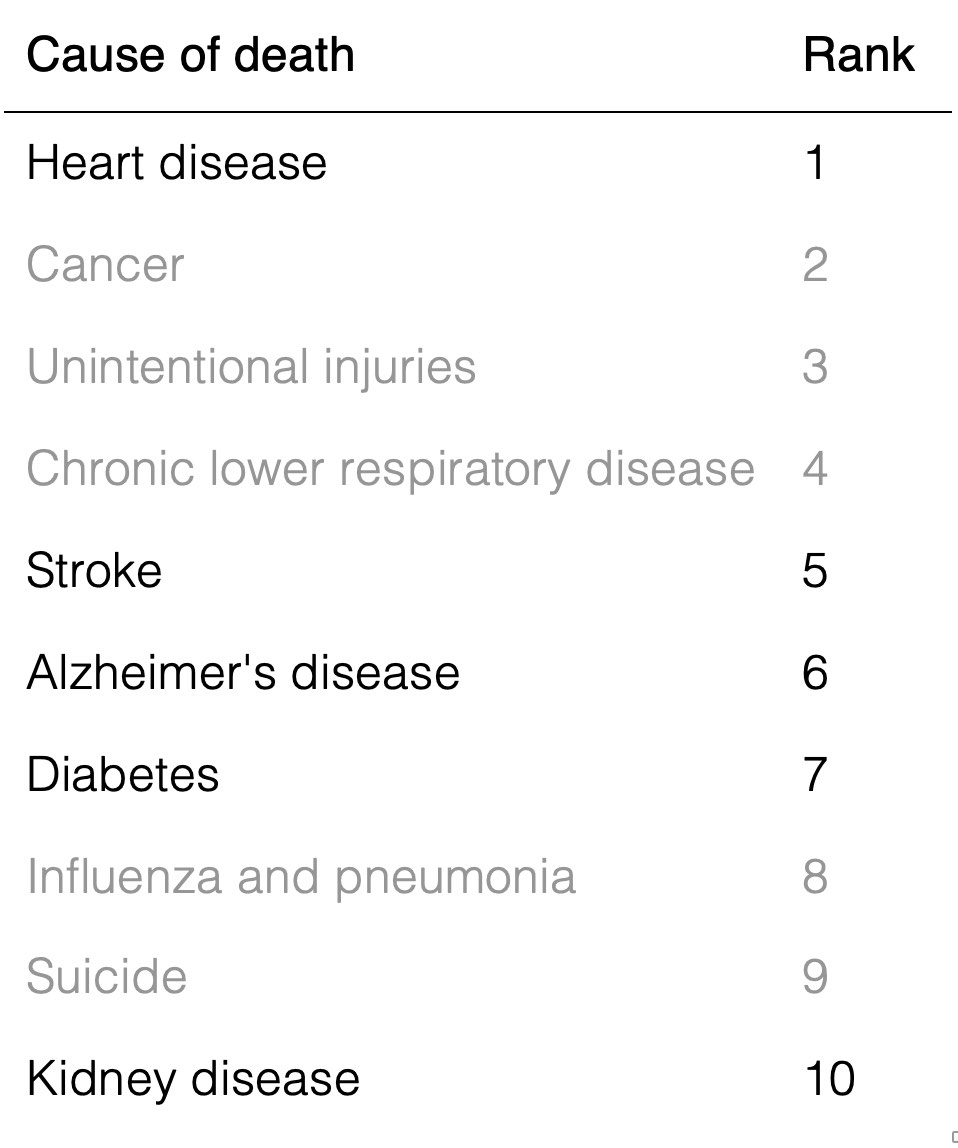 Cause of death Rank
Heart disease 1
Cancer 2
Unintentional injuries 3
Chronic lower respiratory disease 4
Stroke 5
Alzheimer's disease 6
Diabetes 7
Influenza and pneumonia 8
Suicide 9
Kidney disease 10